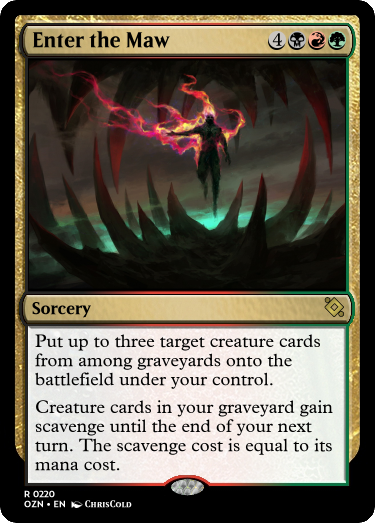 Enter the Maw 4
Sorcery
Put up to three target creature cards
from among graveyards onto the
battlefield under your control.
Creature cards in your graveyard gain
scavenge until the end of your next
turn. The scavenge cost is equal to its
mana cost.
R 0220
OZN • EN ChrisCold